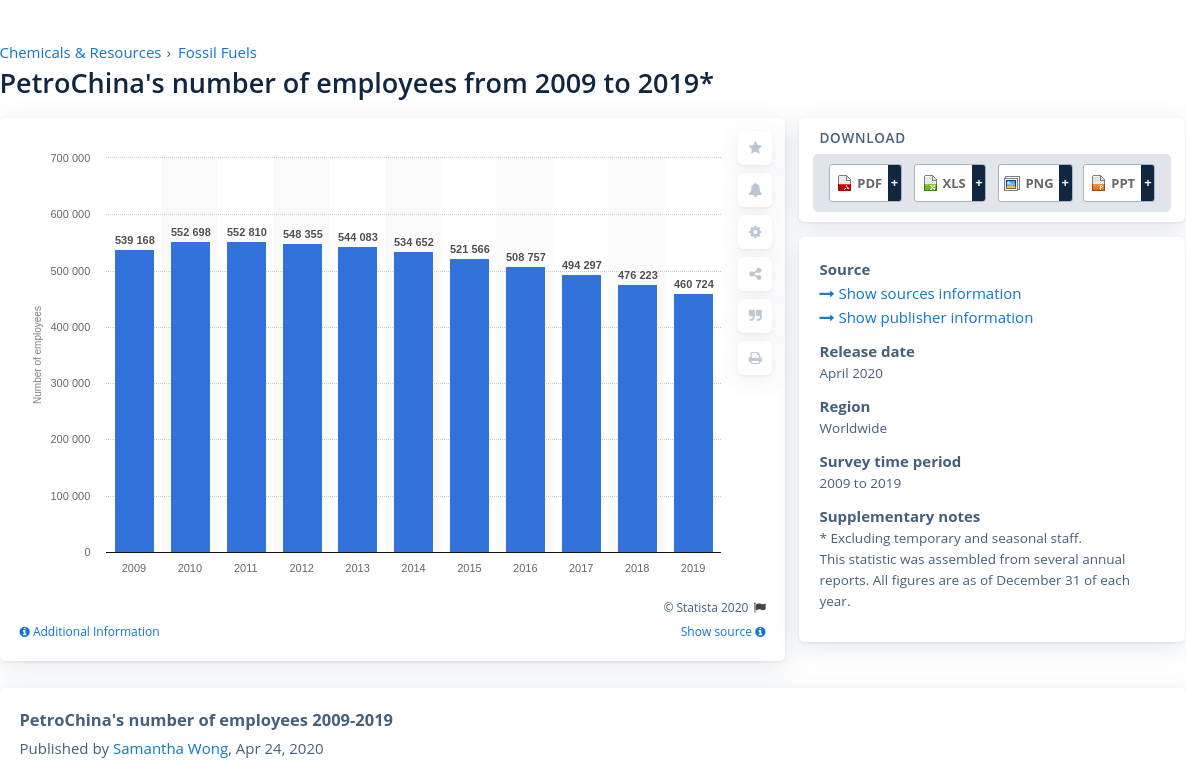 Chemicals & Resources › Fossil Fuels
PetroChina's number of employees from 2009 to 2019*
700 000
600 000
500 000
400 000
300 000
200 000
100 000
0
Number of employees
539 168
552 698
552 810
548 355
544 083
534 652
521 566
508 757
494 297
476 223
460 724
2009
2010
2011
2012
2013
2014
2015
2016
2017
2018
2019
© Statista 2020
Additional Information
Show source
DOWNLOAD
PDF +
XLS +
PNG +
PPT +
Source
Show sources information
Show publisher information
Release date
April 2020
Region
Worldwide
Survey time period
2009 to 2019
Supplementary notes
* Excluding temporary and seasonal staff.
This statistic was assembled from several annual
reports. All figures are as of December 31 of each
year.
PetroChina's number of employees 2009-2019
Published by Samantha Wong, Apr 24, 2020